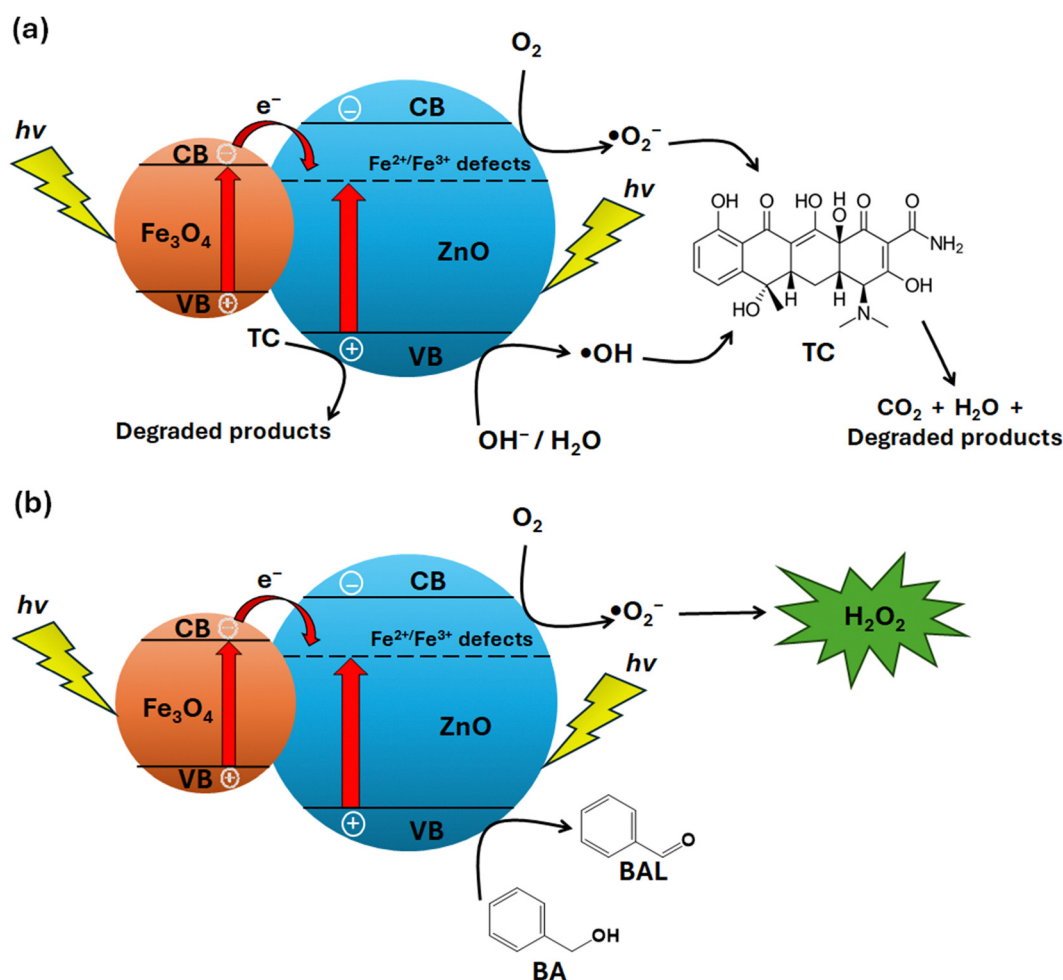 (a)
O₂
hv
e⁻
− CB
CB −
Fe²⁺/Fe³⁺ defects
•O₂⁻
hv
Fe₃O₄
ZnO
VB +
TC
+ VB
•OH
Degraded products
OH⁻ / H₂O
OH O HO OH O O
H
NH₂
HO H H OH
N
TC
CO₂ + H₂O +
Degraded products
(b)
O₂
hv
e⁻
− CB
CB −
Fe²⁺/Fe³⁺ defects
•O₂⁻
H₂O₂
hv
Fe₃O₄
ZnO
VB +
+ VB
O
BAL
OH
BA